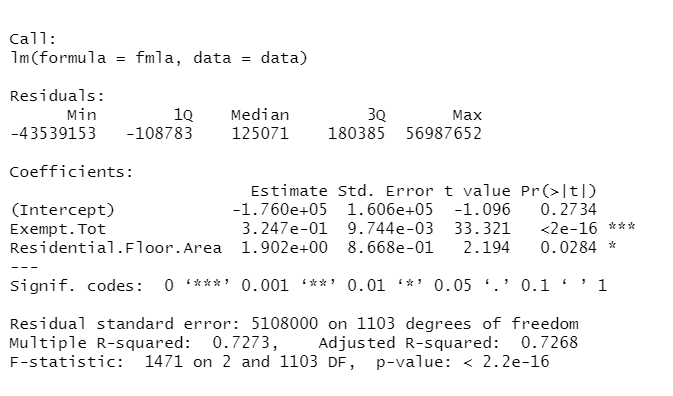 Call:
lm(formula = fmla, data = data)
Residuals:
Min 1Q Median 3Q Max
-43539153 -108783 125071 180385 56987652
Coefficients:
Estimate Std. Error t value Pr(>|t|)
(Intercept) -1.760e+05 1.606e+05 -1.096 0.2734
Exempt.Tot 3.247e-01 9.744e-03 33.321 <2e-16 ***
Residential.Floor.Area 1.902e+00 8.668e-01 2.194 0.0284 *
---
Signif. codes: 0 ‘***’ 0.001 ‘**’ 0.01 ‘*’ 0.05 ‘.’ 0.1 ‘ ’ 1
Residual standard error: 5108000 on 1103 degrees of freedom
Multiple R-squared: 0.7273, Adjusted R-squared: 0.7268
F-statistic: 1471 on 2 and 1103 DF, p-value: < 2.2e-16